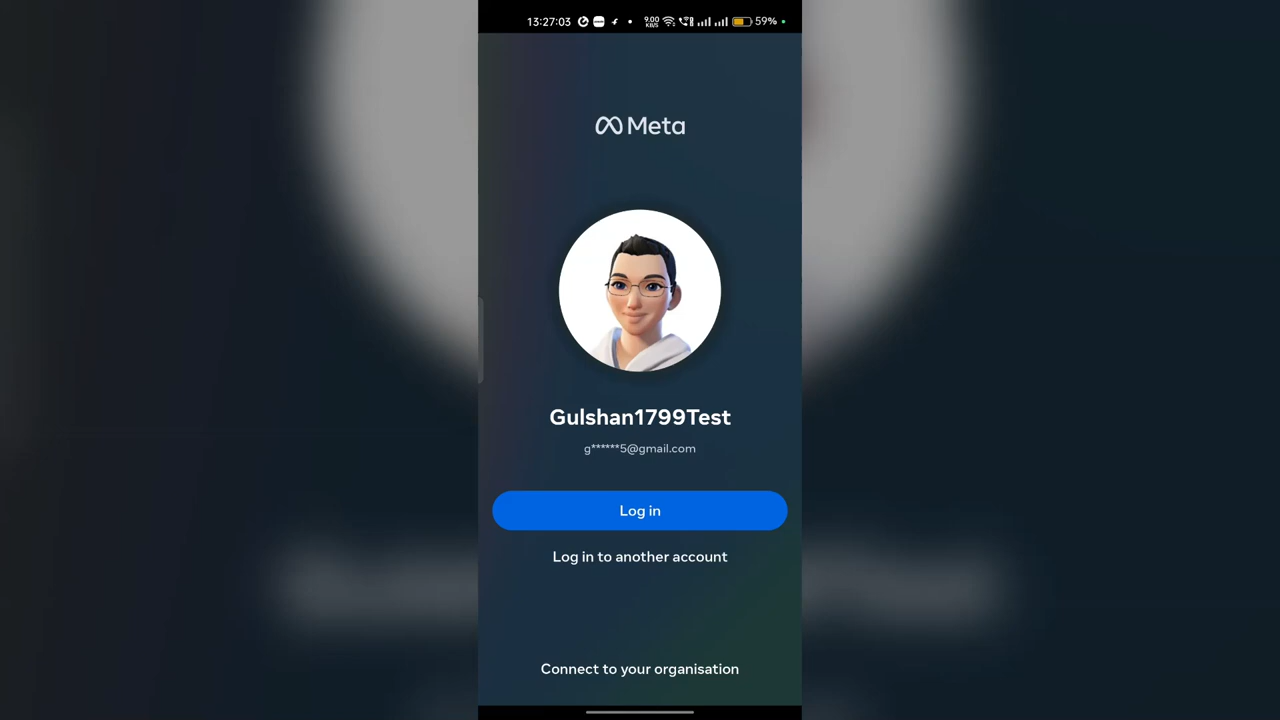 13:27:03 9.00 KB/S 59%
Meta
Gulshan1799Test
g******5@gmail.com
Log in
Log in to another account
Connect to your organisation